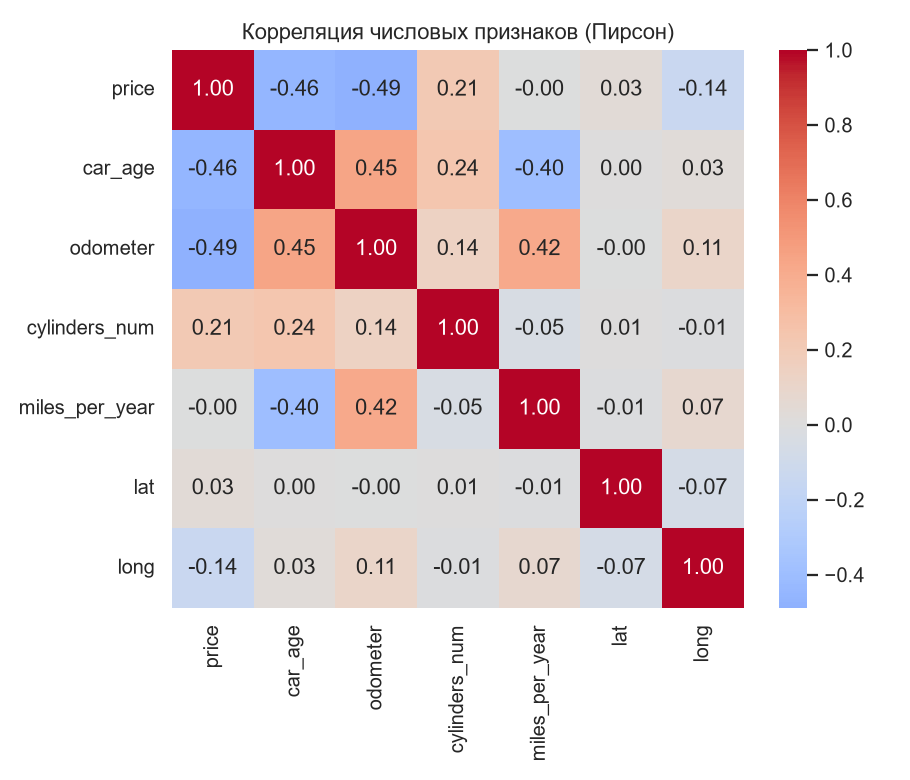 Корреляция числовых признаков (Пирсон)
price 1.00 -0.46 -0.49 0.21 -0.00 0.03 -0.14
car_age -0.46 1.00 0.45 0.24 -0.40 0.00 0.03
odometer -0.49 0.45 1.00 0.14 0.42 -0.00 0.11
cylinders_num 0.21 0.24 0.14 1.00 -0.05 0.01 -0.01
miles_per_year -0.00 -0.40 0.42 -0.05 1.00 -0.01 0.07
lat 0.03 0.00 -0.00 0.01 -0.01 1.00 -0.07
long -0.14 0.03 0.11 -0.01 0.07 -0.07 1.00
price car_age odometer cylinders_num miles_per_year lat long
1.0
0.8
0.6
0.4
0.2
0.0
−0.2
−0.4